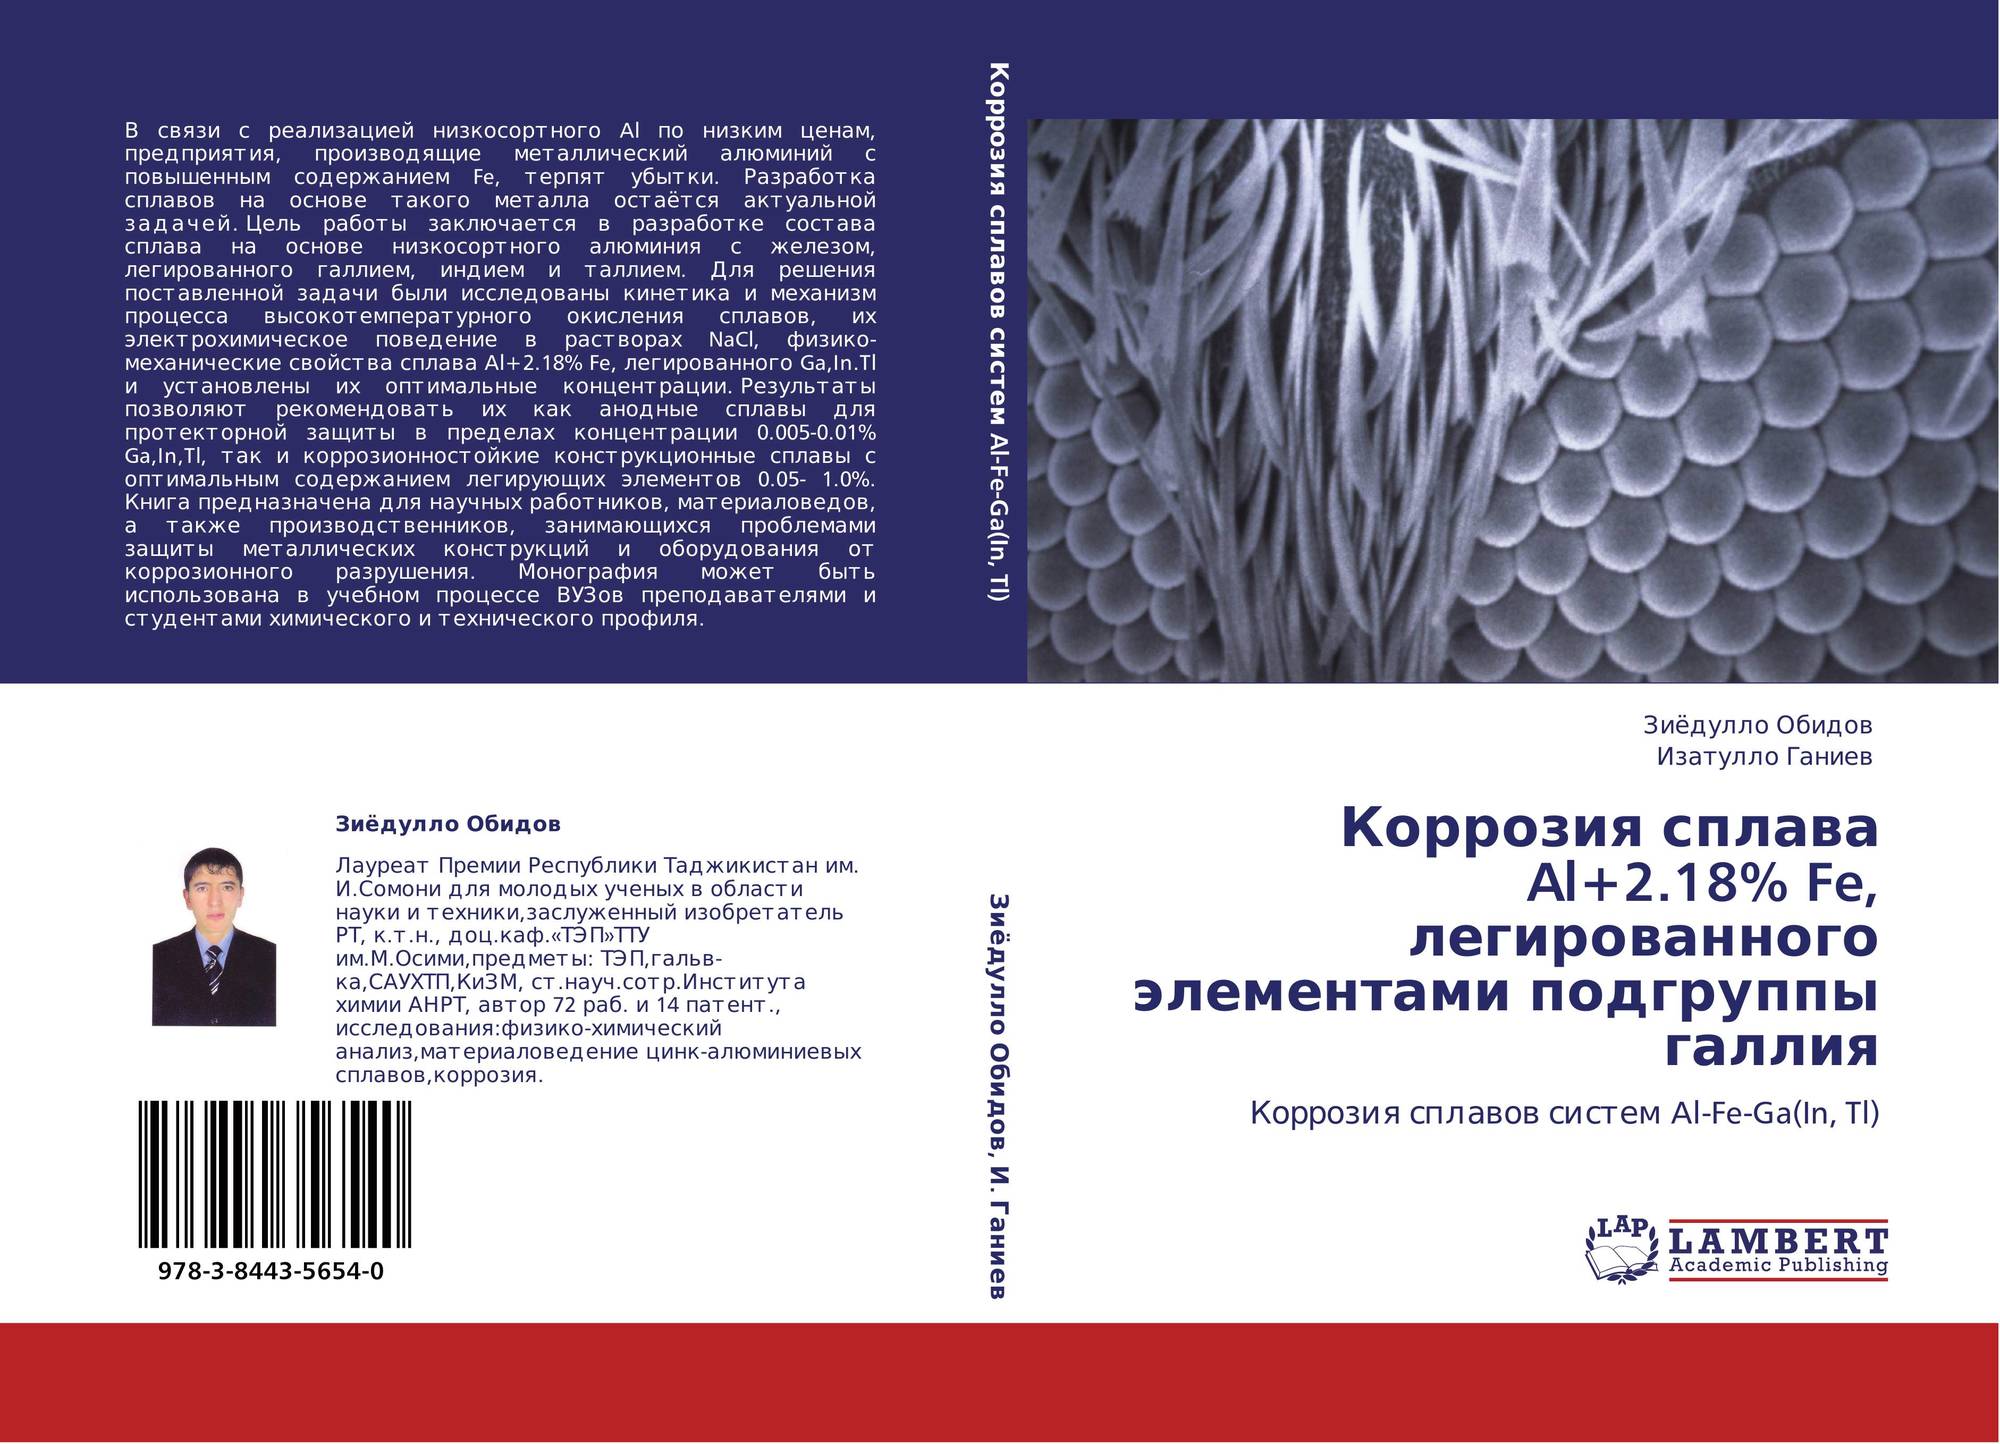 В связи с реализацией низкосортного Al по низким ценам,
предприятия, производящие металлический алюминий с
повышенным содержанием Fe, терпят убытки. Разработка
сплавов на основе такого металла остаётся актуальной
задачей. Цель работы заключается в разработке состава
сплава на основе низкосортного алюминия с железом,
легированного галлием, индием и таллием. Для решения
поставленной задачи были исследованы кинетика и механизм
процесса высокотемпературного окисления сплавов, их
электрохимическое поведение в растворах NaCl, физико-
механические свойства сплава Al+2.18% Fe, легированного Ga,In.Tl
и установлены их оптимальные концентрации. Результаты
позволяют рекомендовать их как анодные сплавы для
протекторной защиты в пределах концентрации 0.005-0.01%
Ga,In,Tl, так и коррозионностойкие конструкционные сплавы с
оптимальным содержанием легирующих элементов 0.05- 1.0%.
Книга предназначена для научных работников, материаловедов,
а также производственников, занимающихся проблемами
защиты металлических конструкций и оборудования от
коррозионного разрушения. Монография может быть
использована в учебном процессе ВУЗов преподавателями и
студентами химического и технического профиля.
Зиёдулло Обидов
Лауреат Премии Республики Таджикистан им.
И.Сомони для молодых ученых в области
науки и техники,заслуженный изобретатель
РТ, к.т.н., доц.каф.«ТЭП»ТТУ
им.М.Осими,предметы: ТЭП,гальв-
ка,САУХТП,КиЗМ, ст.науч.сотр.Института
химии АНРТ, автор 72 раб. и 14 патент.,
исследования:физико-химический
анализ,материаловедение цинк-алюминиевых
сплавов,коррозия.
978-3-8443-5654-0
Коррозия сплавов систем Al-Fe-Ga(In, Tl)
Зиёдулло Обидов, И. Ганиев
Зиёдулло Обидов
Изатулло Ганиев
Коррозия сплава
Al+2.18% Fe,
легированного
элементами подгруппы
галлия
Коррозия сплавов систем Al-Fe-Ga(In, Tl)
LAP
LAMBERT
Academic Publishing